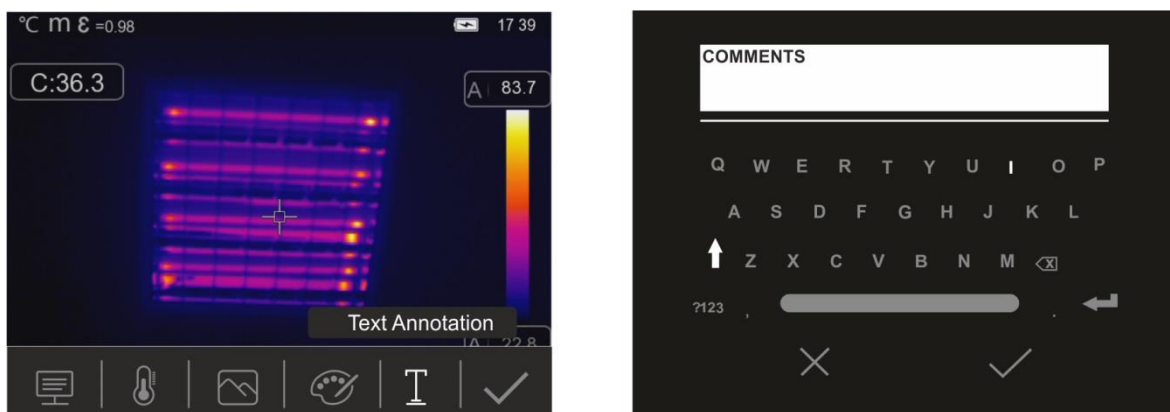 ℃ m ε =0.98 17 39
C:36.3
A 83.7
Text Annotation
A 22.8
COMMENTS
Q W E R T Y U I O P
A S D F G H J K L
Z X C V B N M
?123 , .